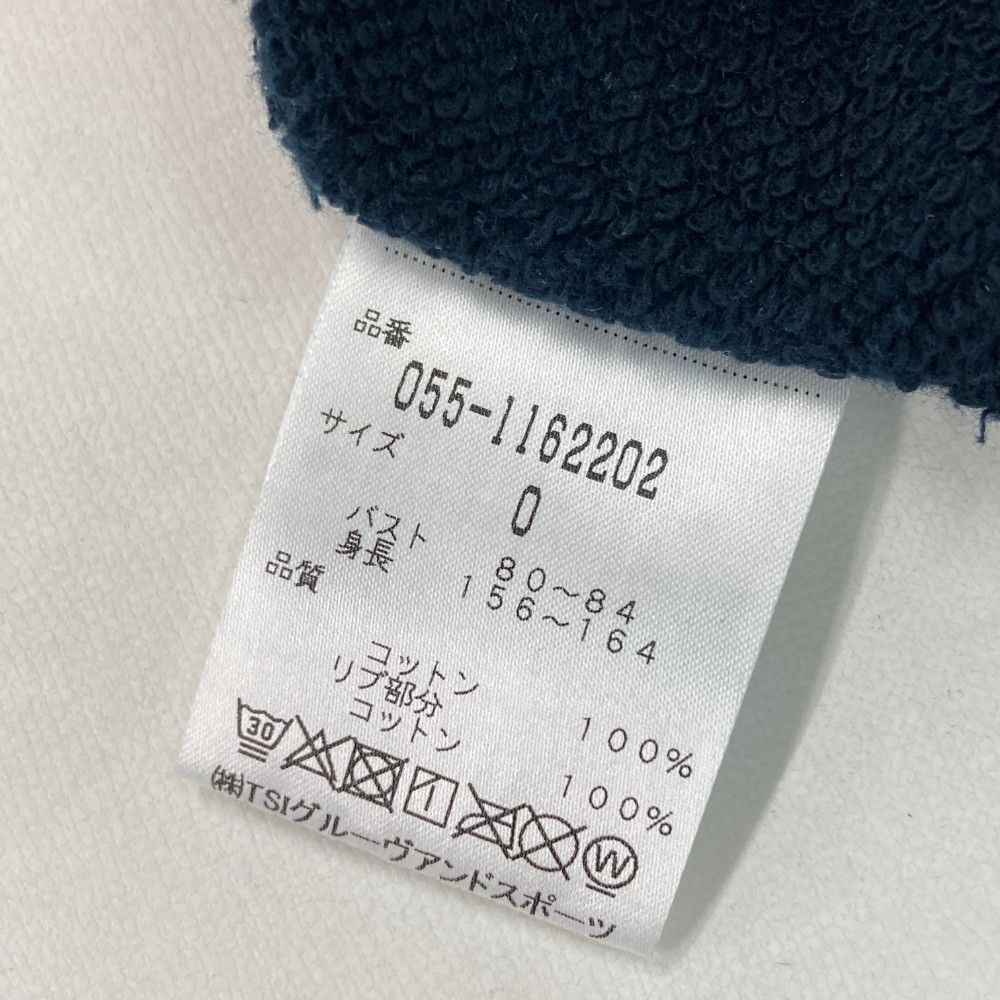 品番
055-1162202
サイズ
0
バスト 80〜84
身長 156〜164
品質
コットン 100%
リブ部分
コットン 100%
30 W
㈱TSIグルーヴアンドスポーツ